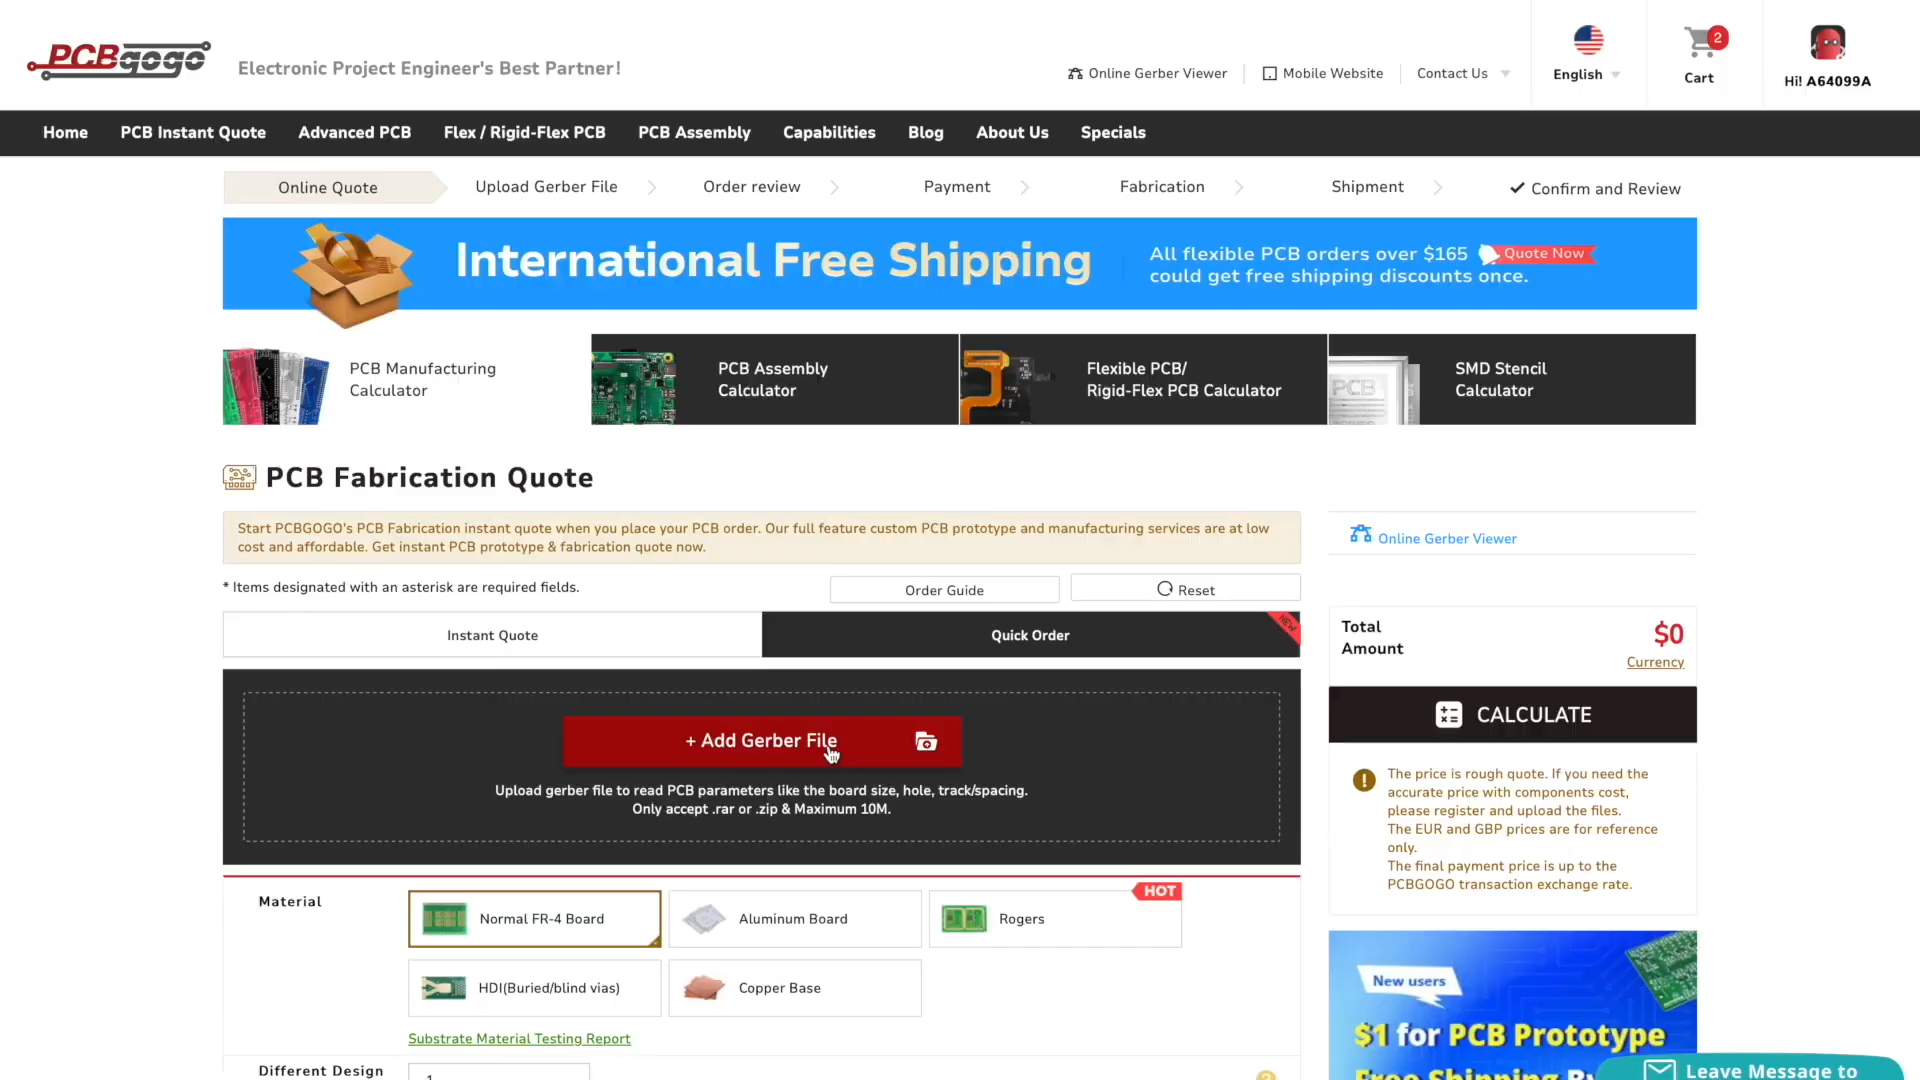 PCBgogo
Electronic Project Engineer's Best Partner!
Online Gerber Viewer
Mobile Website
Contact Us
English
2
Cart
Hi! A64099A
Home
PCB Instant Quote
Advanced PCB
Flex / Rigid-Flex PCB
PCB Assembly
Capabilities
Blog
About Us
Specials
Online Quote
Upload Gerber File
Order review
Payment
Fabrication
Shipment
Confirm and Review
International Free Shipping
All flexible PCB orders over $165
Quote Now
could get free shipping discounts once.
PCB Manufacturing
Calculator
PCB Assembly
Calculator
Flexible PCB/
Rigid-Flex PCB Calculator
PCB
SMD Stencil
Calculator
PCB Fabrication Quote
Start PCBGOGO's PCB Fabrication instant quote when you place your PCB order. Our full feature custom PCB prototype and manufacturing services are at low
cost and affordable. Get instant PCB prototype & fabrication quote now.
* Items designated with an asterisk are required fields.
Order Guide
Reset
Instant Quote
Quick Order
NEW
+ Add Gerber File
Upload gerber file to read PCB parameters like the board size, hole, track/spacing.
Only accept .rar or .zip & Maximum 10M.
Material
Normal FR-4 Board
Aluminum Board
Rogers
HOT
HDI(Buried/blind vias)
Copper Base
Substrate Material Testing Report
Different Design
1
Online Gerber Viewer
Total
Amount
$0
Currency
CALCULATE
The price is rough quote. If you need the
accurate price with components cost,
please register and upload the files.
The EUR and GBP prices are for reference
only.
The final payment price is up to the
PCBGOGO transaction exchange rate.
New users
$1 for PCB Prototype
Free Shipping By
Leave Message to